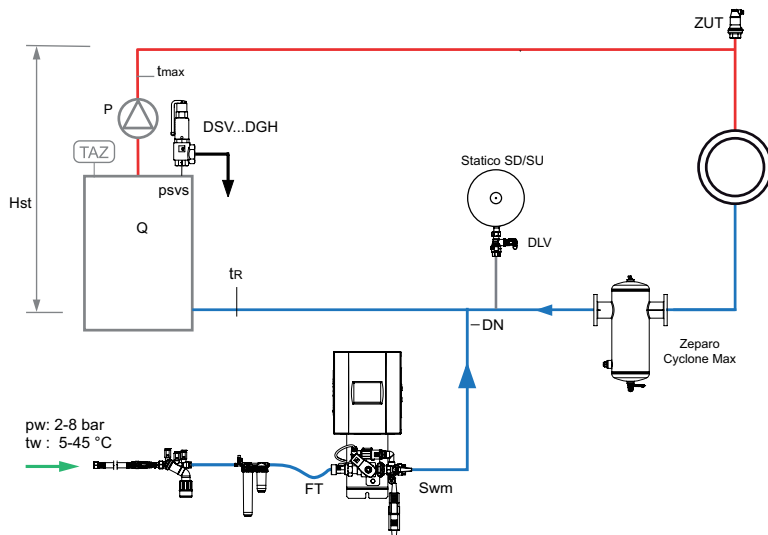 ZUT
tmax
P
DSV...DGH
TAZ
Statico SD/SU
psvs
Hst
Q
DLV
tR
DN
Zeparo
Cyclone Max
pw: 2-8 bar
tw : 5-45 °C
FT
Swm